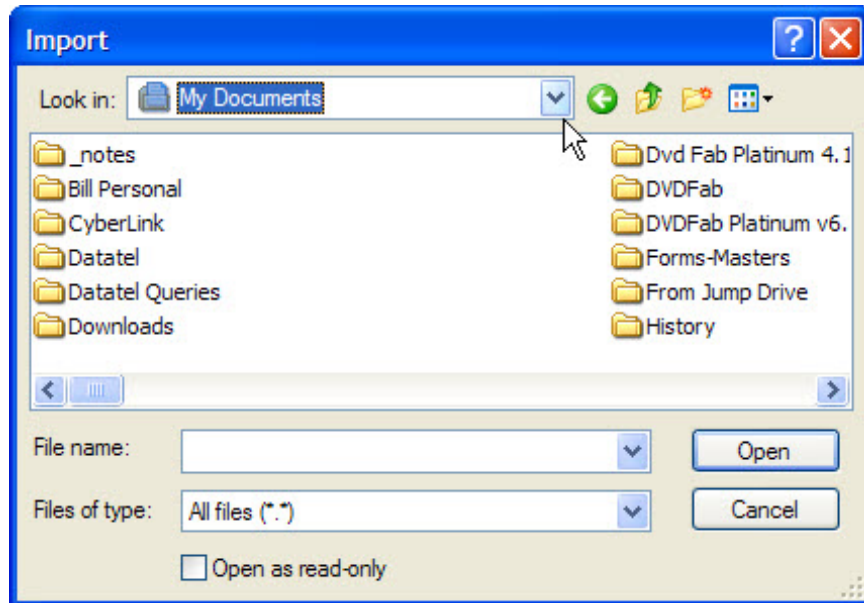 Import
Look in: My Documents
_notes
Bill Personal
CyberLink
Datatel
Datatel Queries
Downloads
Dvd Fab Platinum 4.1
DVDFab
DVDFab Platinum v6.
Forms-Masters
From Jump Drive
History
File name:
Open
Files of type: All files (*.*)
Cancel
Open as read-only